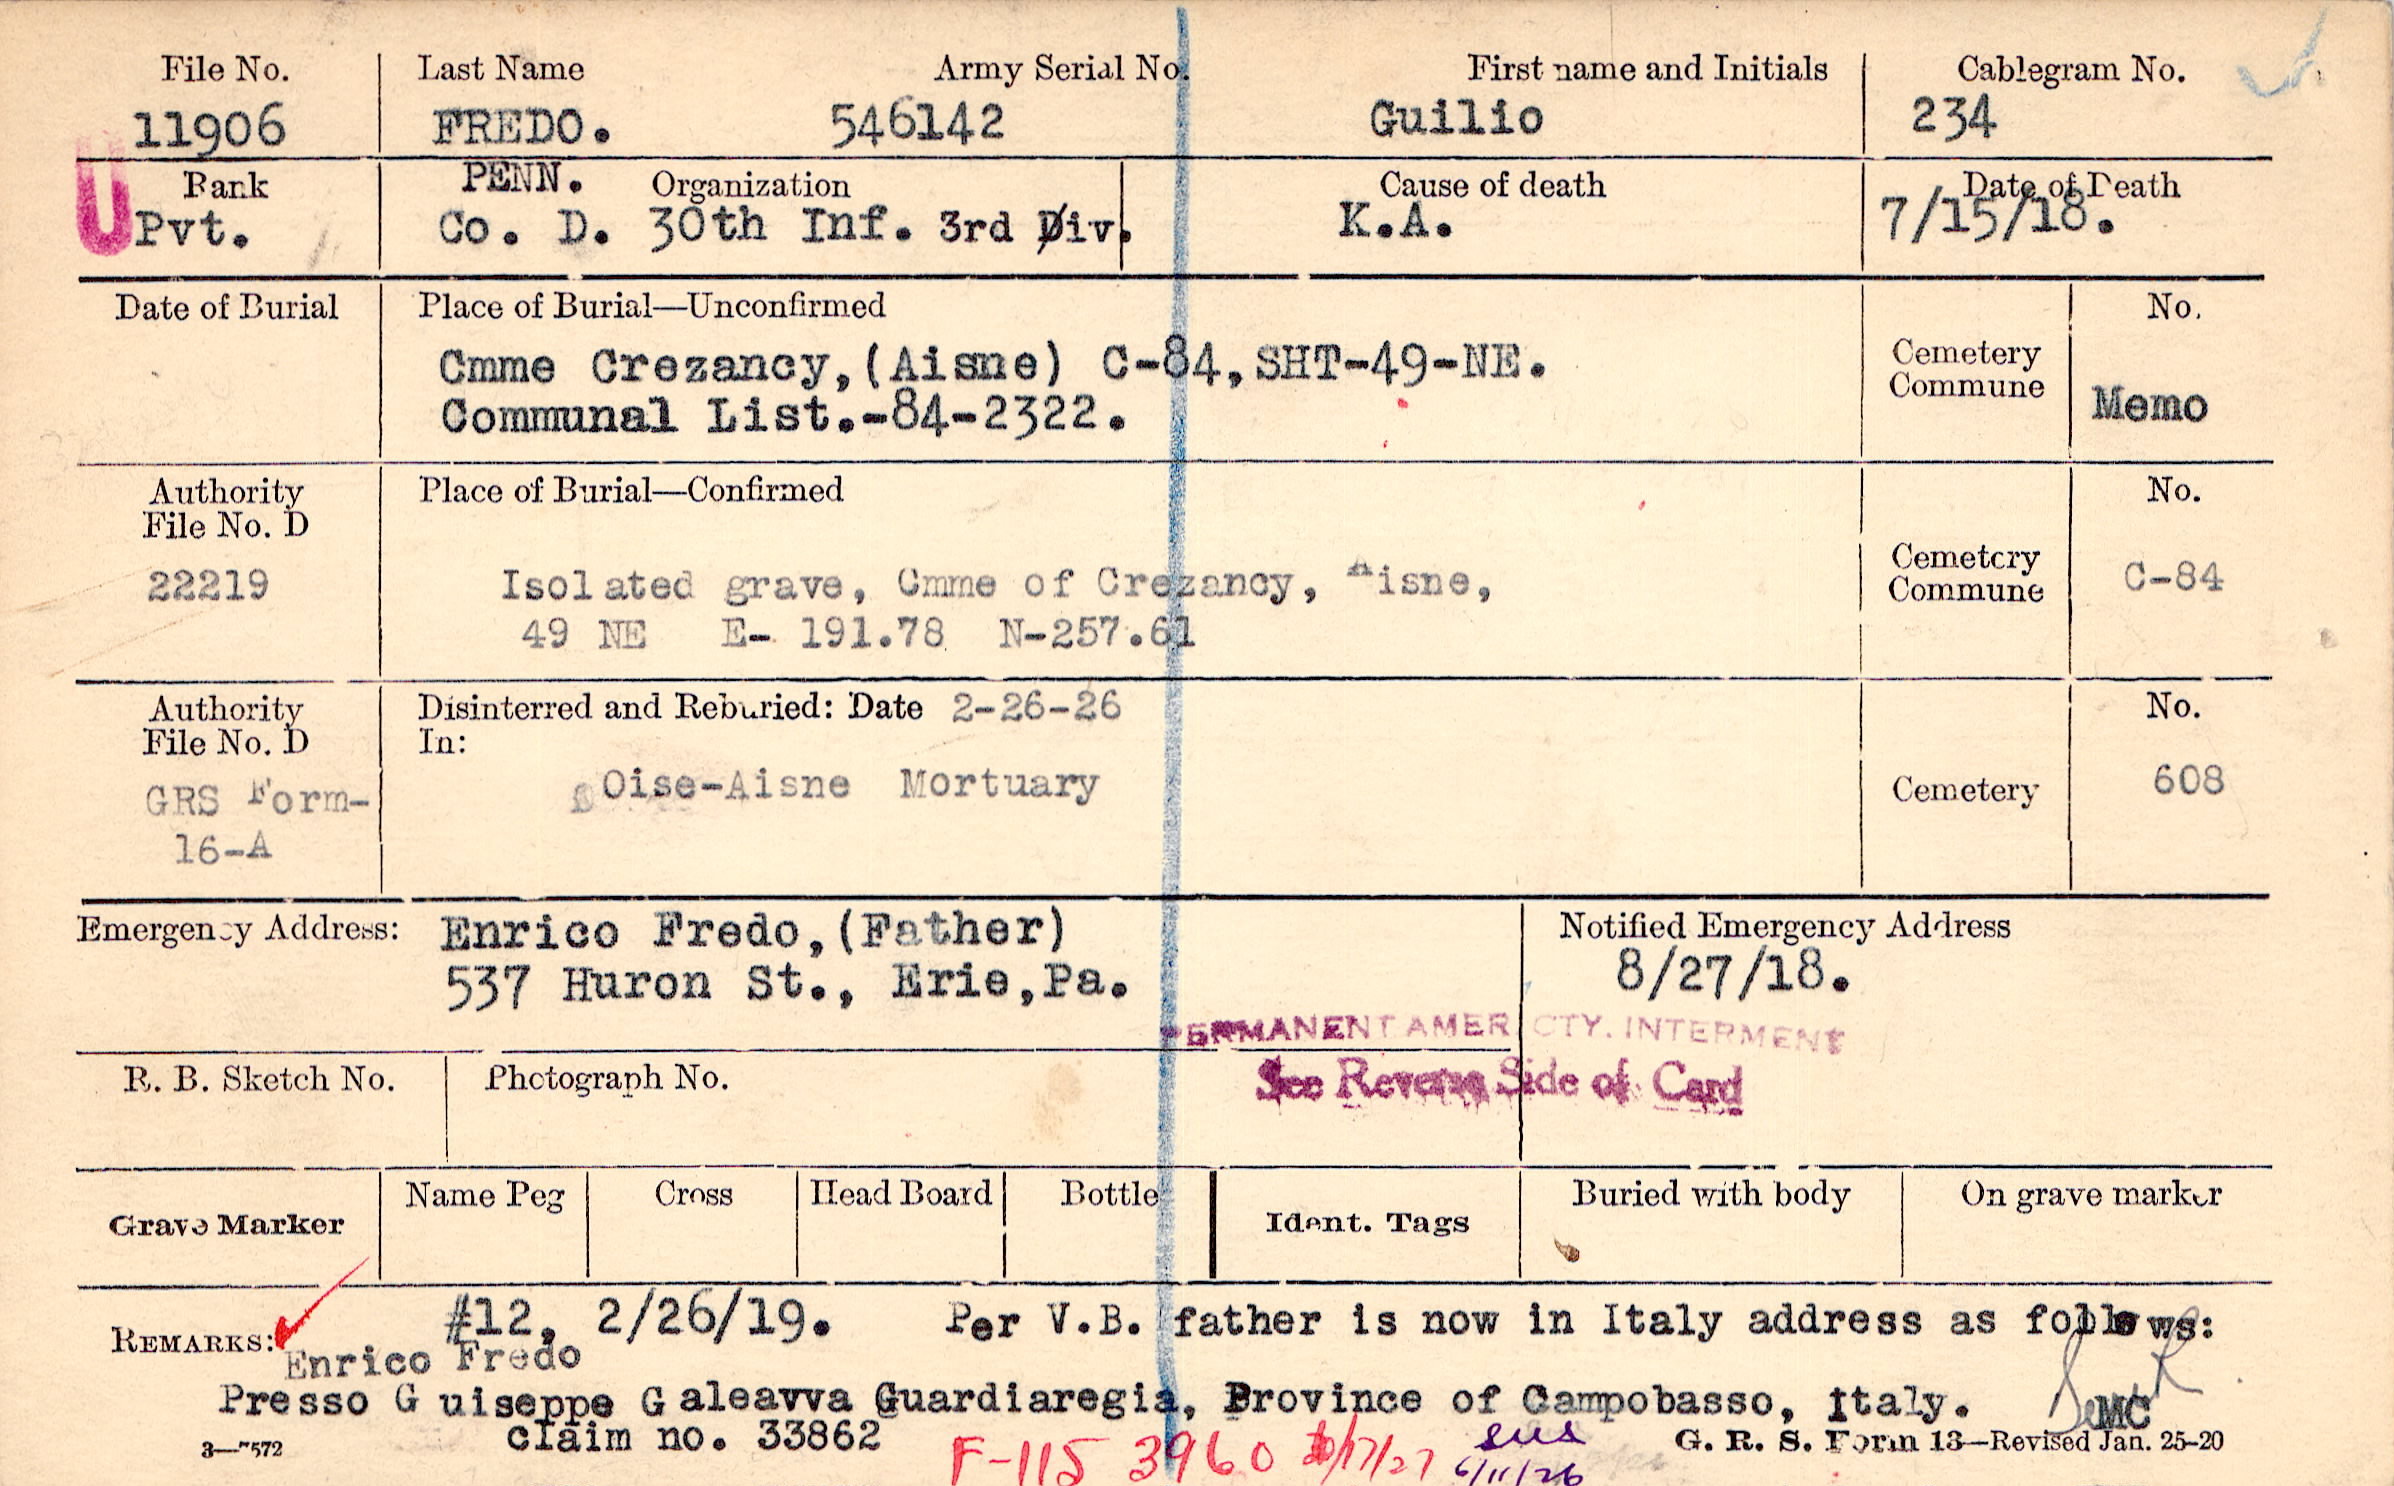 File No. Last Name Army Serial No. First name and Initials Cablegram No.
11906 FREDO. 546142 Guilio 234
U
Rank PENN. Organization Cause of death Date of Death
Pvt. Co. D. 30th Inf. 3rd Div. K.A. 7/15/18.
Date of Burial Place of Burial—Unconfirmed No.
Cmme Crezancy,(Aisne) C-84,SHT-49-NE. Cemetery
Communal List.-84-2322. Commune Memo
Authority Place of Burial—Confirmed No.
File No. D
22219 Isolated grave, Cmme of Crezancy, Aisne, Cemetery Commune C-84
49 NE E- 191.78 N-257.61
Authority Disinterred and Reburied: Date 2-26-26 No.
File No. D In:
GRS Form- Oise-Aisne Mortuary Cemetery 608
16-A
Emergency Address: Enrico Fredo,(Father) Notified Emergency Address
537 Huron St., Erie,Pa. 8/27/18.
PERMANENT AMER CTY. INTERMENT
R. B. Sketch No. Photograph No. See Reverse Side of Card
Grave Marker Name Peg Cross Head Board Bottle Ident. Tags Buried with body On grave marker
REMARKS: #12, 2/26/19. Per V.B. father is now in Italy address as follows:
Enrico Fredo
Presso G uiseppe G aleavva Guardiaregia, Province of Campobasso, Italy.
MC
claim no. 33862
3—7572 F-115 3960 sus G. R. S. Form 13—Revised Jan. 25-20
6/11/26